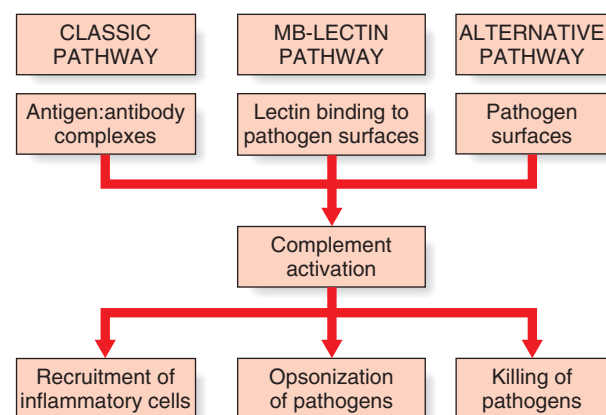 CLASSIC
PATHWAY
MB-LECTIN
PATHWAY
ALTERNATIVE
PATHWAY
Antigen:antibody
complexes
Lectin binding to
pathogen surfaces
Pathogen
surfaces
Complement
activation
Recruitment of
inflammatory cells
Opsonization
of pathogens
Killing of
pathogens